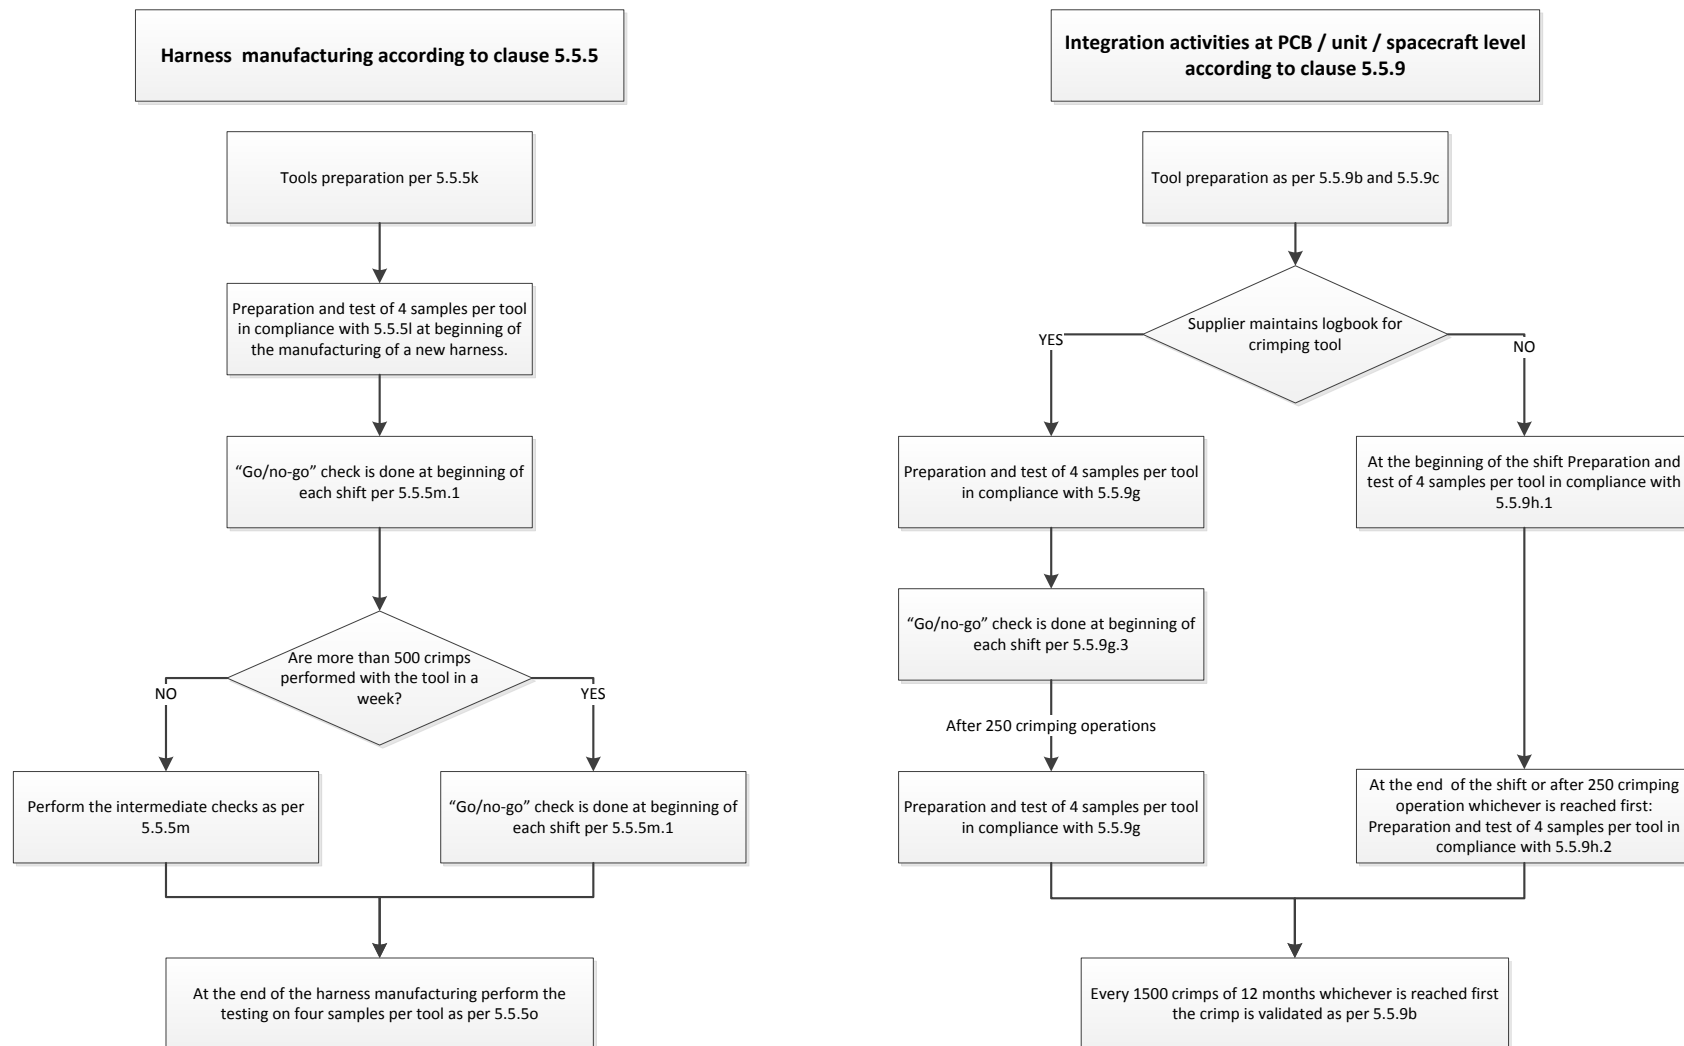 Harness  manufacturing according to clause 5.5.5
Tools preparation per 5.5.5k
Preparation and test of 4 samples per tool
in compliance with 5.5.5l at beginning of
the manufacturing of a new harness.
“Go/no-go” check is done at beginning of
each shift per 5.5.5m.1
Are more than 500 crimps
performed with the tool in a
week?
NO
YES
Perform the intermediate checks as per
5.5.5m
“Go/no-go” check is done at beginning of
each shift per 5.5.5m.1
At the end of the harness manufacturing perform the
testing on four samples per tool as per 5.5.5o
Integration activities at PCB / unit / spacecraft level
according to clause 5.5.9
Tool preparation as per 5.5.9b and 5.5.9c
Supplier maintains logbook for
crimping tool
YES
NO
Preparation and test of 4 samples per tool
in compliance with 5.5.9g
“Go/no-go” check is done at beginning of
each shift per 5.5.9g.3
After 250 crimping operations
Preparation and test of 4 samples per tool
in compliance with 5.5.9g
At the beginning of the shift Preparation and
test of 4 samples per tool in compliance with
5.5.9h.1
At the end  of the shift or after 250 crimping
operation whichever is reached first:
Preparation and test of 4 samples per tool in
compliance with 5.5.9h.2
Every 1500 crimps of 12 months whichever is reached first
the crimp is validated as per 5.5.9b